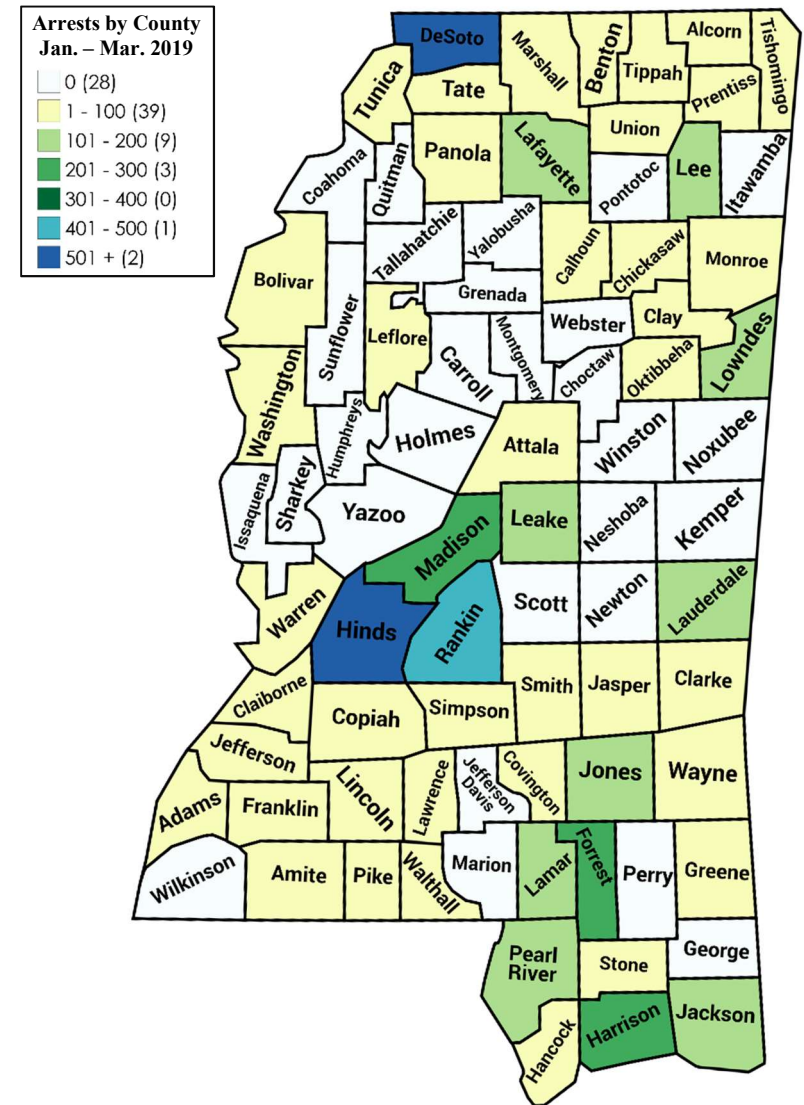 Arrests by County
Jan. – Mar. 2019
0 (28)
1 - 100 (39)
101 - 200 (9)
201 - 300 (3)
301 - 400 (0)
401 - 500 (1)
501 + (2)
DeSoto
Marshall
Benton
Tippah
Alcorn
Tishomingo
Prentiss
Tunica
Tate
Union
Panola
Lafayette
Lee
Itawamba
Pontotoc
Coahoma
Quitman
Tallahatchie
Yalobusha
Calhoun
Chickasaw
Monroe
Bolivar
Sunflower
Leflore
Grenada
Webster
Clay
Lowndes
Washington
Carroll
Montgomery
Choctaw
Oktibbeha
Humphreys
Holmes
Attala
Winston
Noxubee
Issaquena
Sharkey
Yazoo
Madison
Leake
Neshoba
Kemper
Warren
Hinds
Rankin
Scott
Newton
Lauderdale
Claiborne
Copiah
Simpson
Smith
Jasper
Clarke
Jefferson
Lincoln
Lawrence
Jefferson
Davis
Covington
Jones
Wayne
Adams
Franklin
Wilkinson
Amite
Pike
Walthall
Marion
Lamar
Forrest
Perry
Greene
Pearl
River
Stone
George
Hancock
Harrison
Jackson